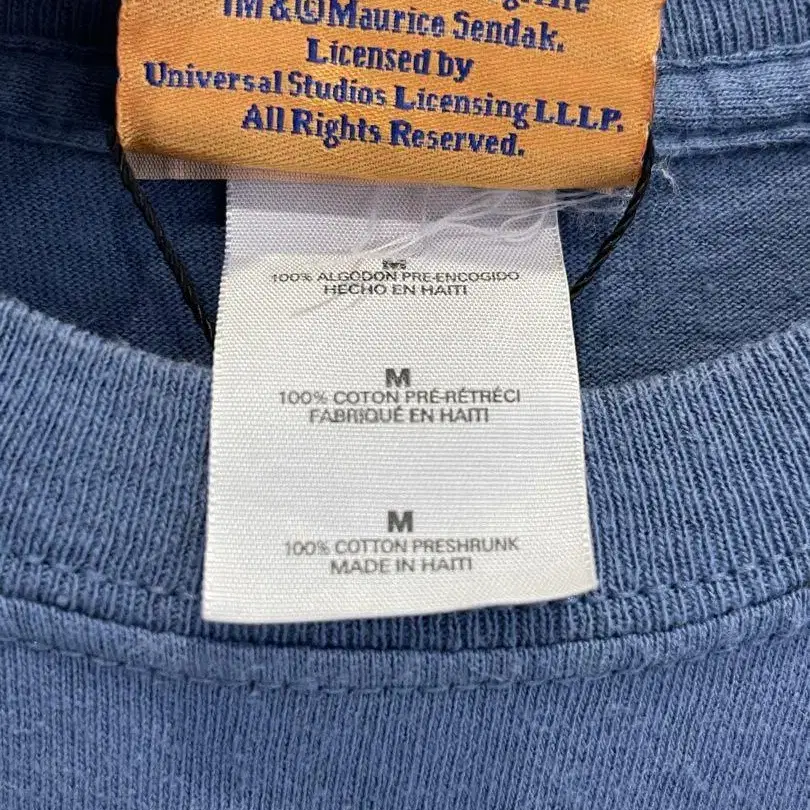 TM & © Maurice Sendak.
Licensed by
Universal Studios Licensing LLLP.
All Rights Reserved.
M
100% ALGODON PRE-ENCOGIDO
HECHO EN HAITI
M
100% COTON PRÉ-RÉTRÉCI
FABRIQUÉ EN HAITI
M
100% COTTON PRESHRUNK
MADE IN HAITI